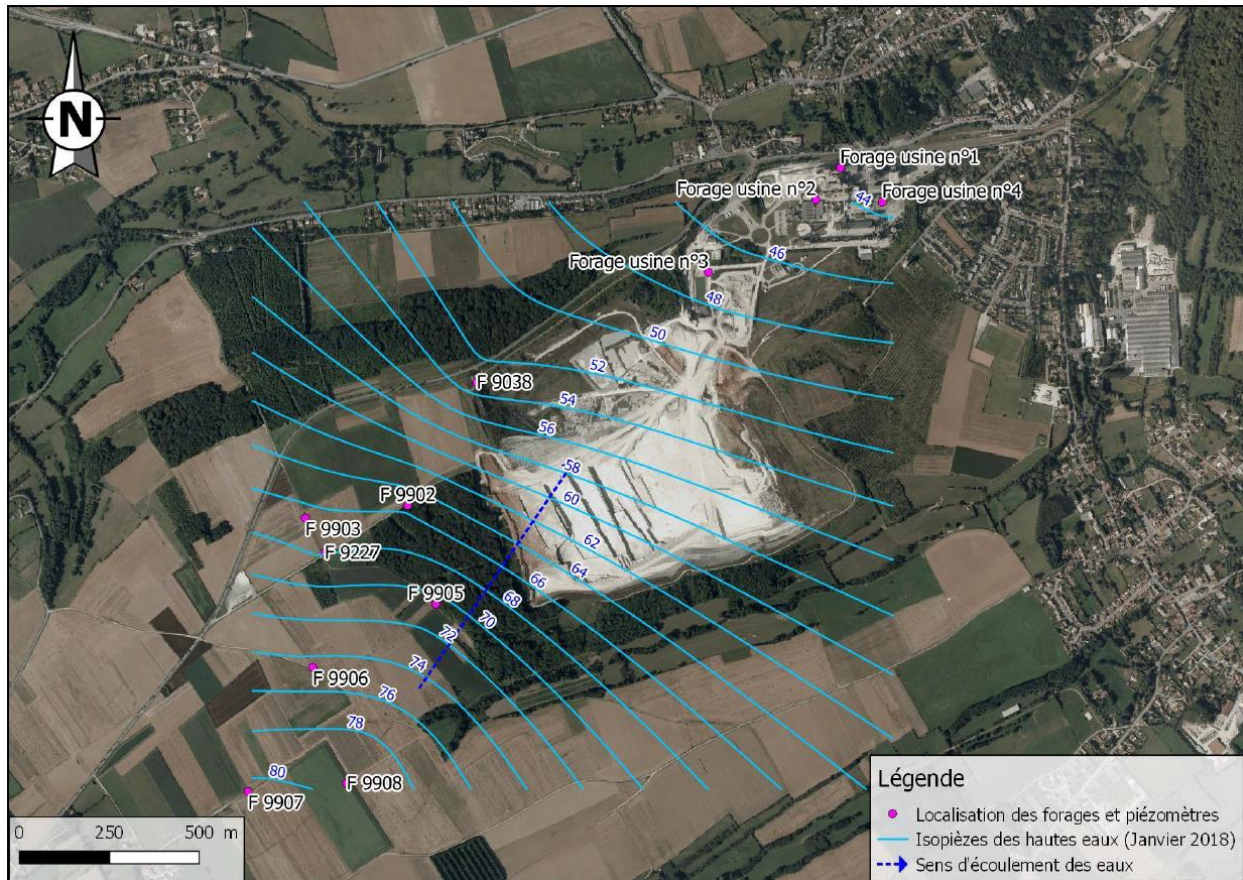 N
Forage usine n°1
Forage usine n°2
44
Forage usine n°4
46
Forage usine n°3
48
50
52
F 9038
54
56
58
60
F 9902
F 9903
62
F 9227
64
66
F 9905
68
70
72
74
F 9906
76
78
80
F 9908
F 9907
0 250 500 m
Légende
Localisation des forages et piézomètres
Isopièzes des hautes eaux (Janvier 2018)
Sens d'écoulement des eaux